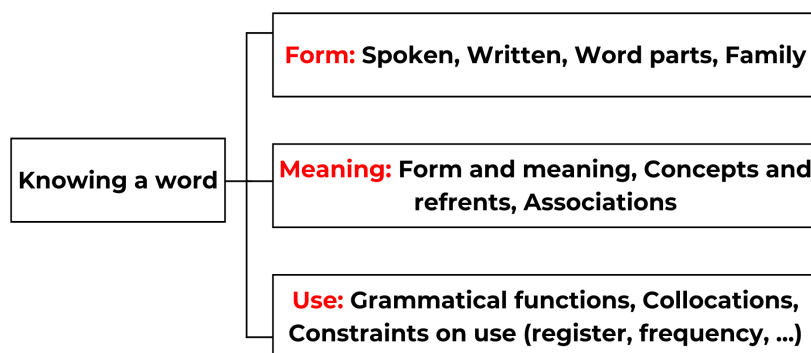 Form: Spoken, Written, Word parts, Family
Knowing a word
Meaning: Form and meaning, Concepts and
refrents, Associations
Use: Grammatical functions, Collocations,
Constraints on use (register, frequency, ...)